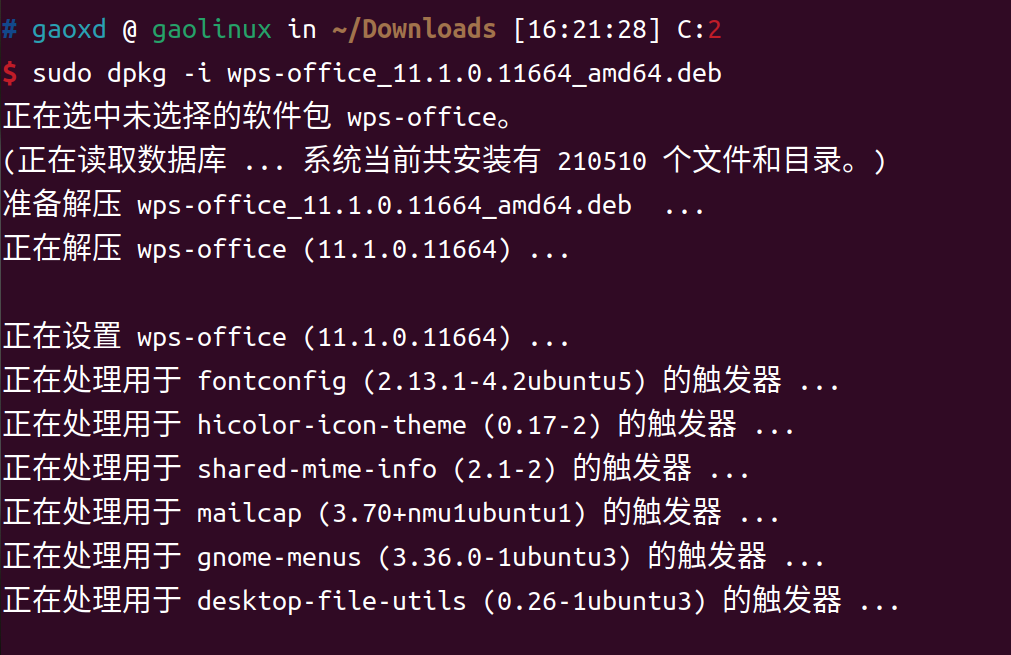 # gaoxd @ gaolinux in ~/Downloads [16:21:28] C:2
$ sudo dpkg -i wps-office_11.1.0.11664_amd64.deb
正在选中未选择的软件包 wps-office。
(正在读取数据库 ... 系统当前共安装有 210510 个文件和目录。)
准备解压 wps-office_11.1.0.11664_amd64.deb  ...
正在解压 wps-office (11.1.0.11664) ...
正在设置 wps-office (11.1.0.11664) ...
正在处理用于 fontconfig (2.13.1-4.2ubuntu5) 的触发器 ...
正在处理用于 hicolor-icon-theme (0.17-2) 的触发器 ...
正在处理用于 shared-mime-info (2.1-2) 的触发器 ...
正在处理用于 mailcap (3.70+nmu1ubuntu1) 的触发器 ...
正在处理用于 gnome-menus (3.36.0-1ubuntu3) 的触发器 ...
正在处理用于 desktop-file-utils (0.26-1ubuntu3) 的触发器 ...